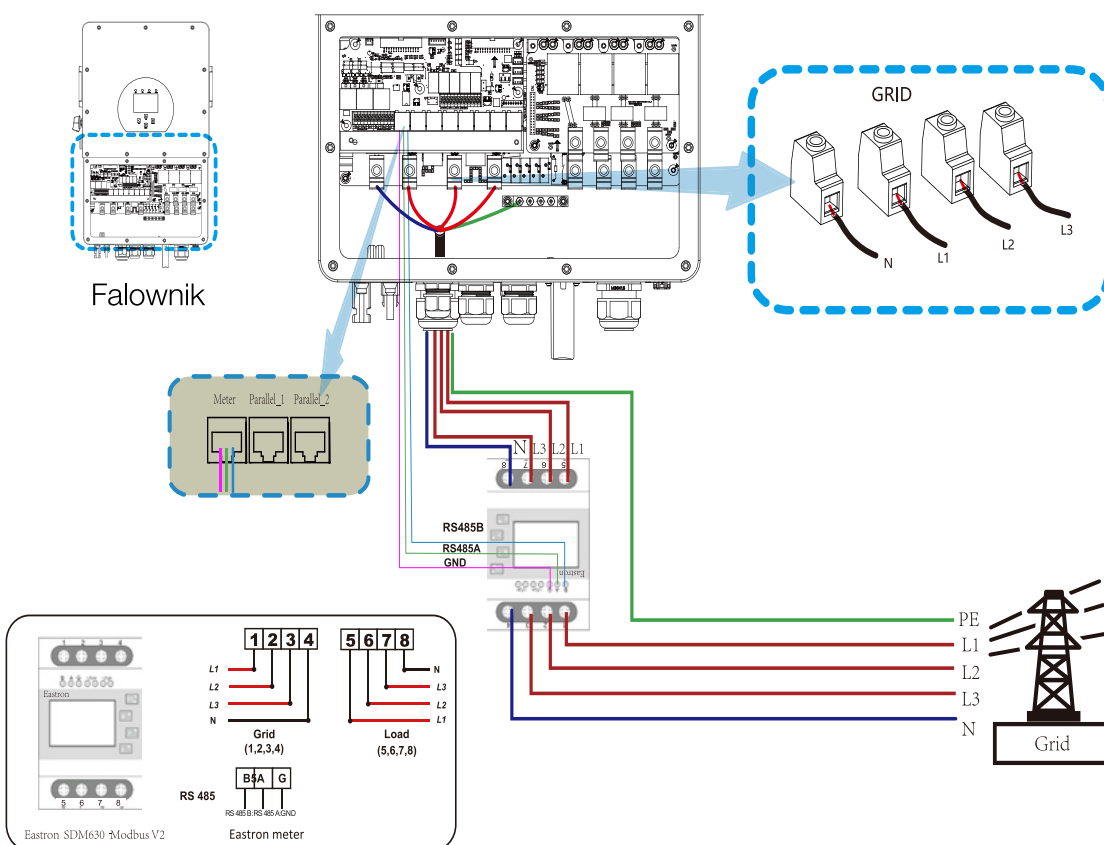 GRID
N
L1
L2
L3
Falownik
Meter
Parallel_1
Parallel_2
N
L3
L2
L1
8
7
6
5
RS485B
RS485A
GND
Eastron
PE
L1
L2
L3
N
Grid
1 2 3 4
Eastron
5 6 7 8
Eastron SDM630 -Modbus V2
1 2 3 4
L1
L2
L3
N
Grid
(1,2,3,4)
5 6 7 8
N
L3
L2
L1
Load
(5,6,7,8)
RS 485
B5A G
RS 485 B:RS 485 A:GND
Eastron meter